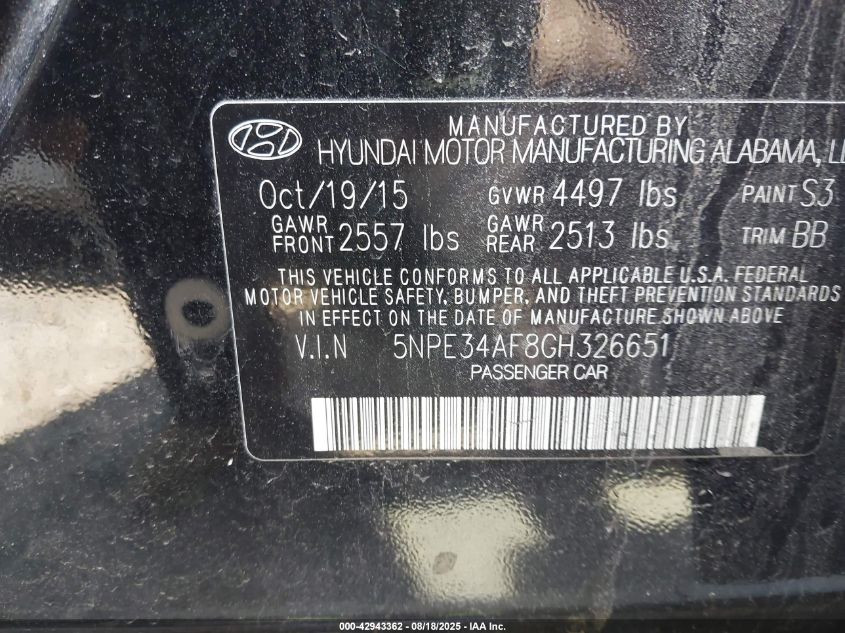 MANUFACTURED BY
HYUNDAI MOTOR MANUFACTURING ALABAMA,
Oct/19/15 GVWR 4497 lbs PAINT S3
GAWR FRONT 2557 lbs GAWR REAR 2513 lbs TRIM BB
THIS VEHICLE CONFORMS TO ALL APPLICABLE U.S.A. FEDERAL
MOTOR VEHICLE SAFETY, BUMPER, AND THEFT PREVENTION STANDARDS
IN EFFECT ON THE DATE OF MANUFACTURE SHOWN ABOVE
V.I.N 5NPE34AF8GH326651
PASSENGER CAR
000-42943362 - 08/18/2025 - IAA Inc.